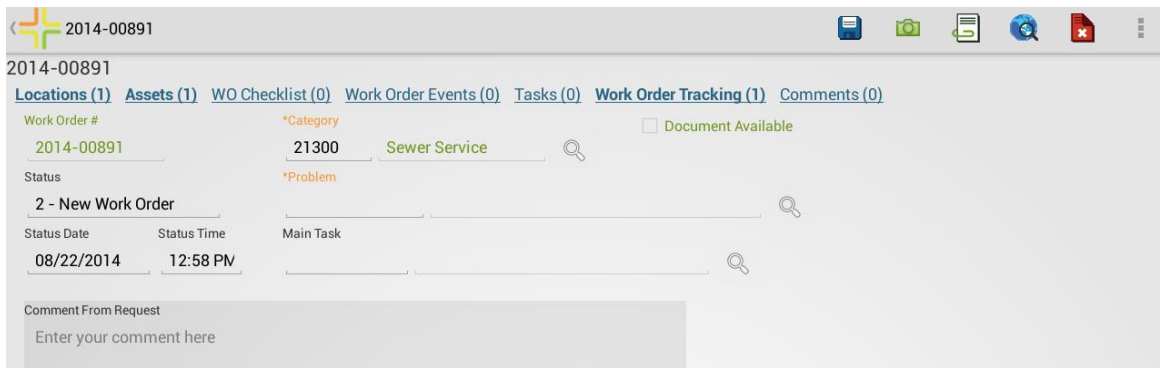 2014-00891
2014-00891
Locations (1) Assets (1) WO Checklist (0) Work Order Events (0) Tasks (0) Work Order Tracking (1) Comments (0)
Work Order # *Category Document Available
2014-00891 21300 Sewer Service
Status *Problem
2 - New Work Order
Status Date Status Time Main Task
08/22/2014 12:58 PM
Comment From Request
Enter your comment here